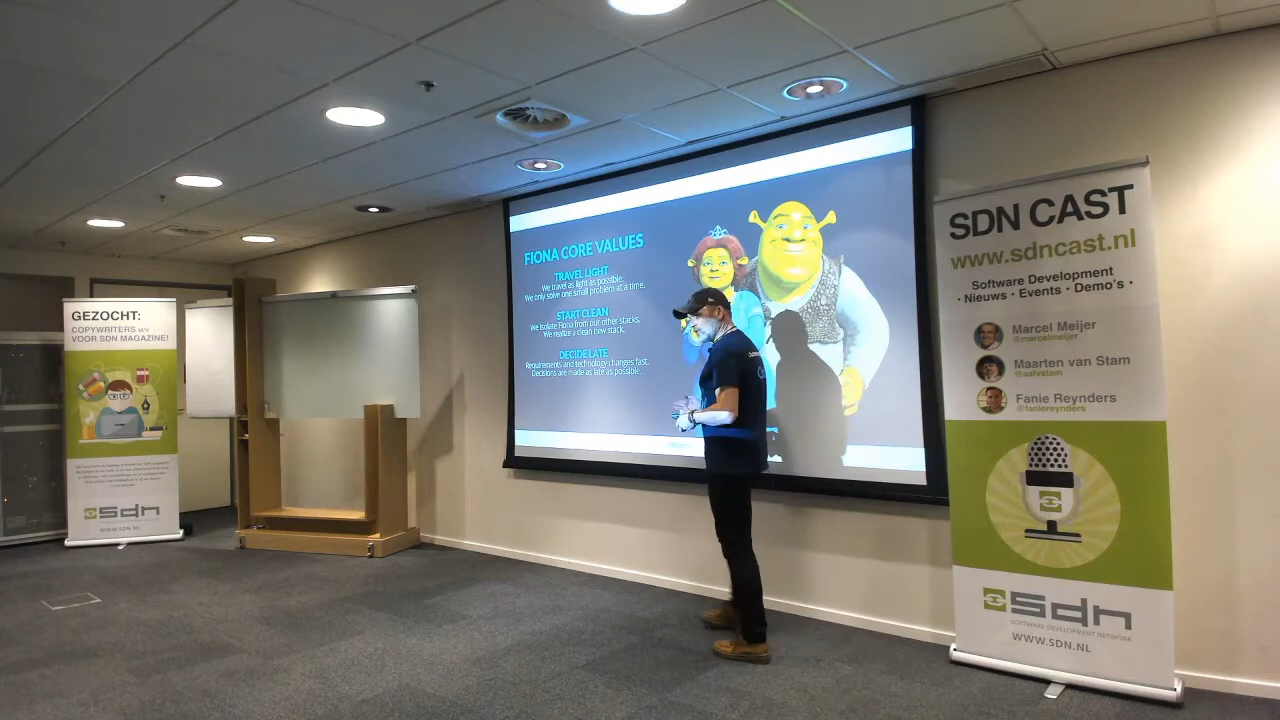 GEZOCHT:
COPYWRITERS M/V
VOOR SDN MAGAZINE!
sdn
WWW.SDN.NL
FIONA CORE VALUES
TRAVEL LIGHT
We travel as light as possible.
We only solve one small problem at a time.
START CLEAN
We isolate Fiona from our other stacks.
We realize a clean new stack.
DECIDE LATE
Requirements and technology changes fast.
Decisions are made as late as possible.
SDN CAST
www.sdncast.nl
Software Development
· Nieuws · Events · Demo's ·
Marcel Meijer
@marcelmeijer
Maarten van Stam
@safvstam
Fanie Reynders
@faniereynders
sdn
SOFTWARE DEVELOPMENT NETWORK
WWW.SDN.NL